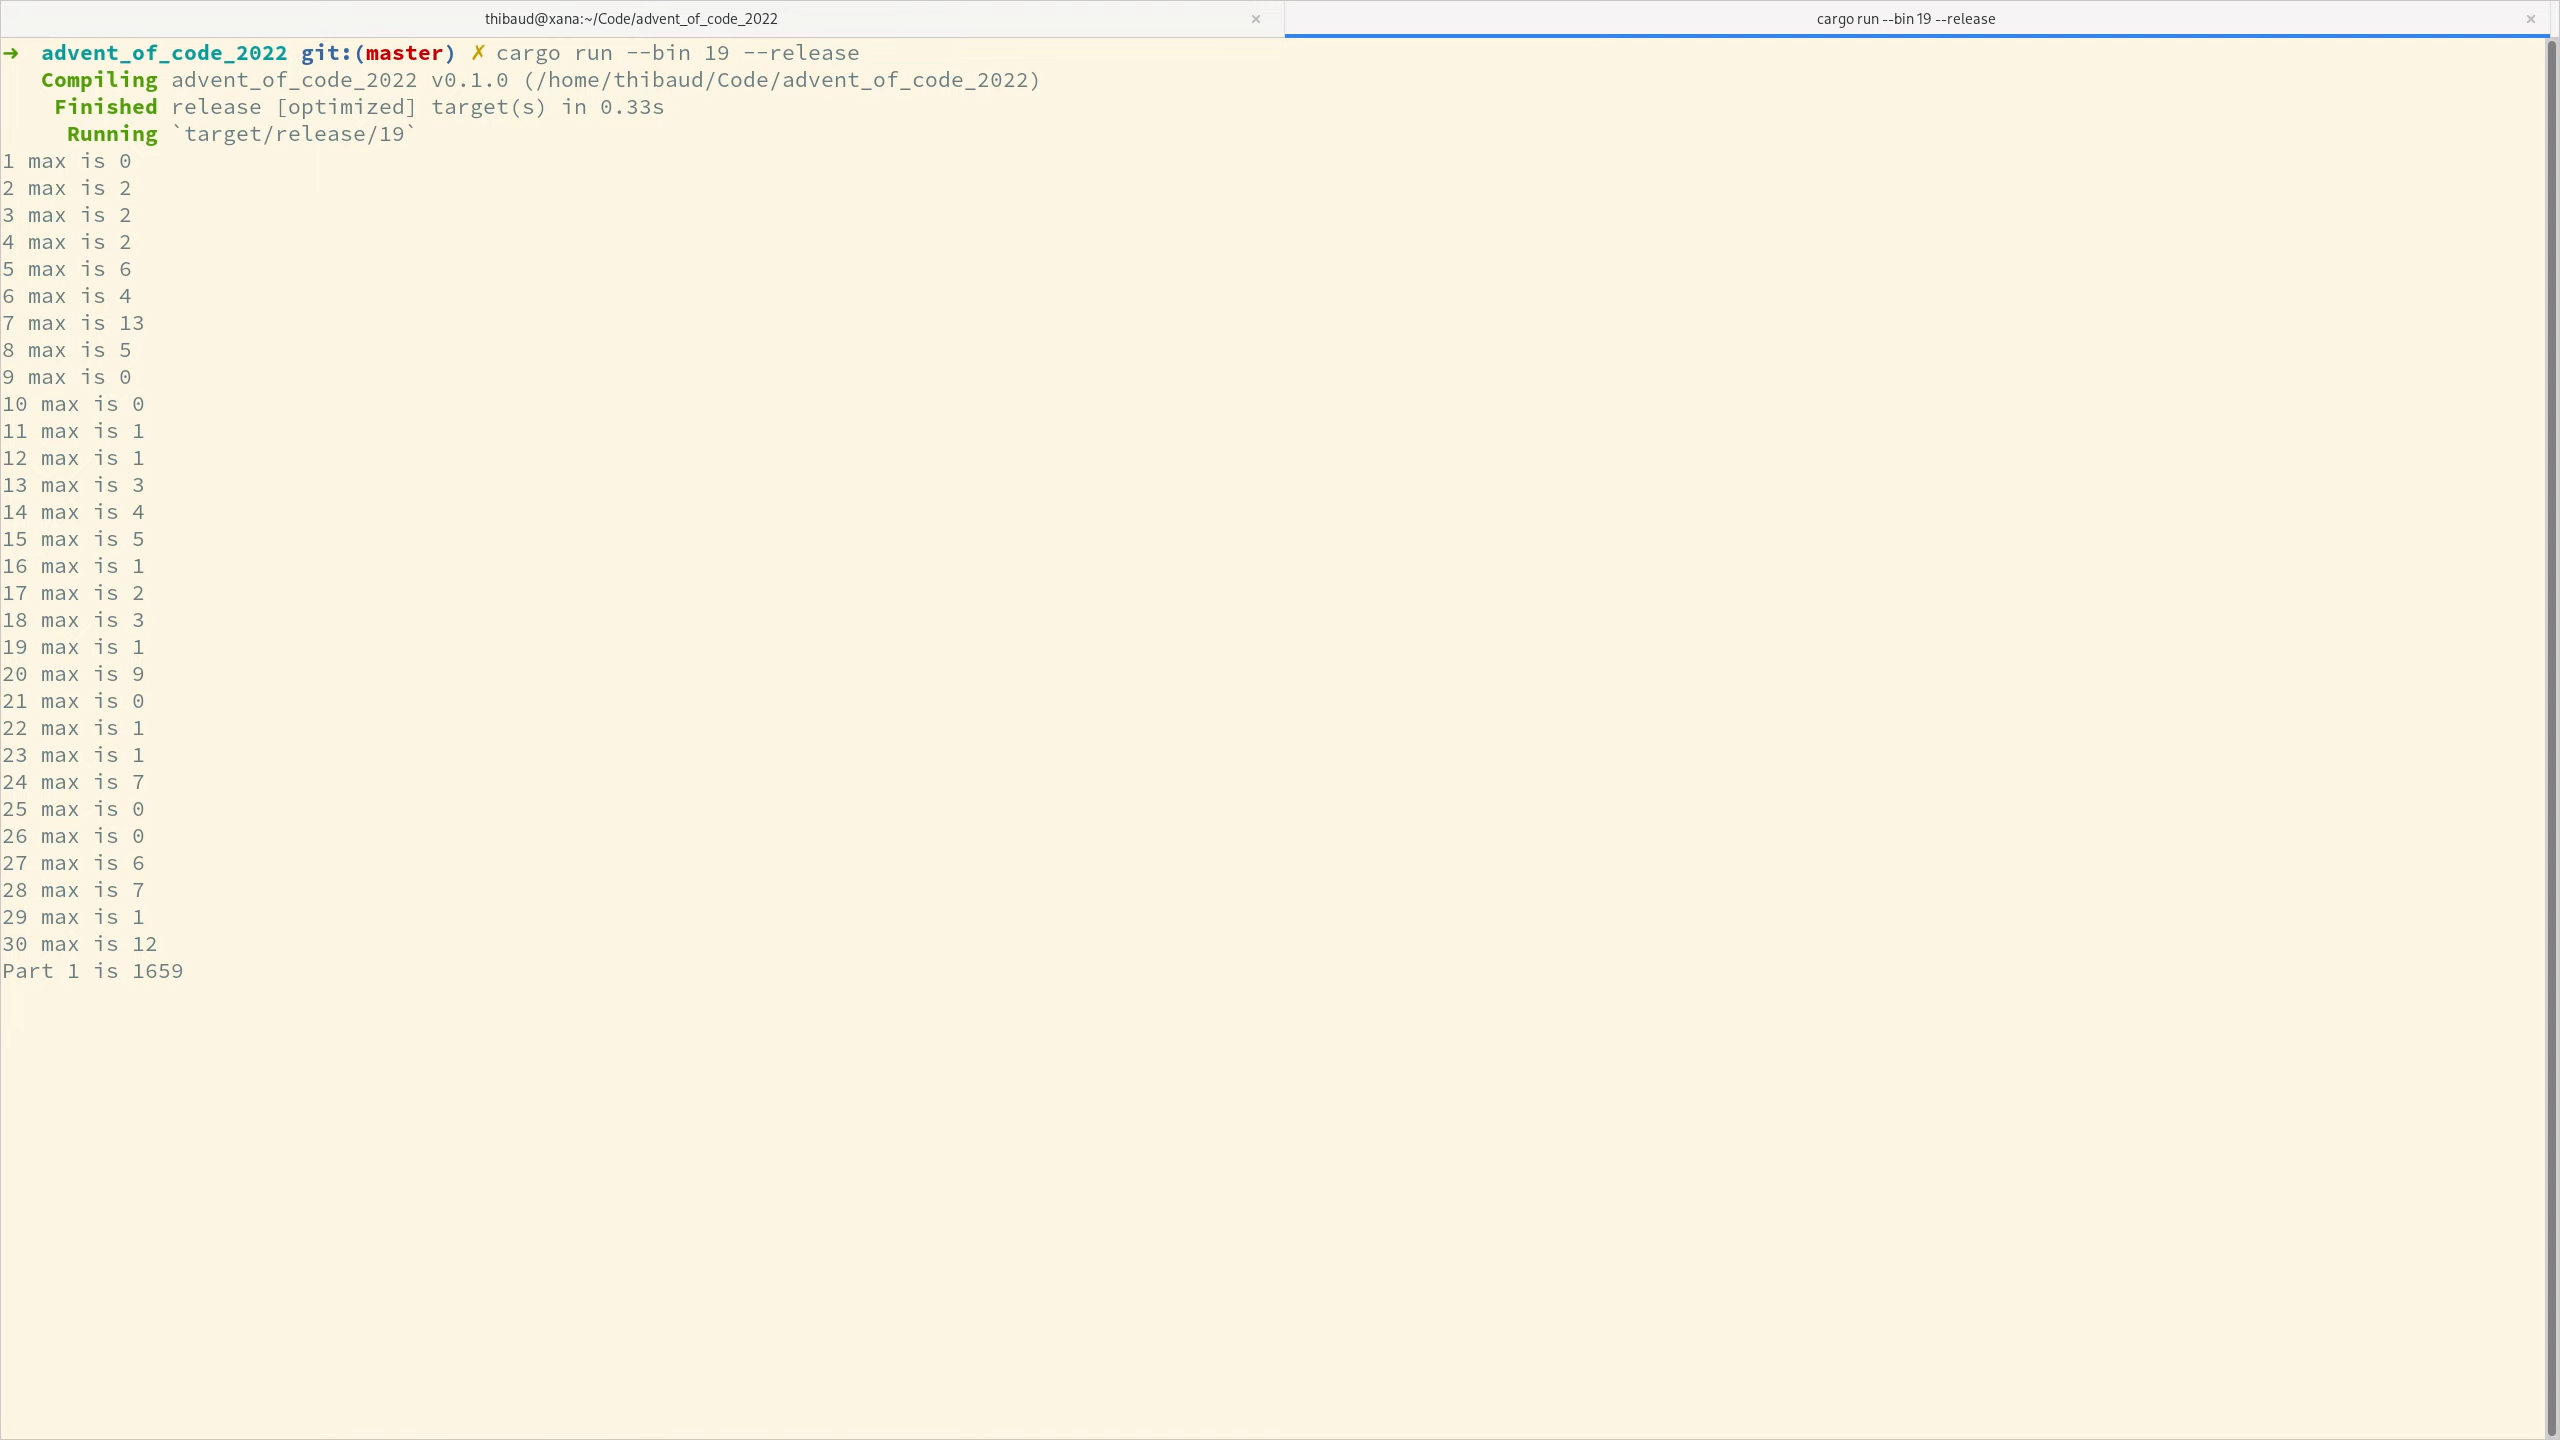 thibaud@xana:~/Code/advent_of_code_2022 × cargo run --bin 19 --release ×
➜  advent_of_code_2022 git:(master) ✗ cargo run --bin 19 --release
   Compiling advent_of_code_2022 v0.1.0 (/home/thibaud/Code/advent_of_code_2022)
    Finished release [optimized] target(s) in 0.33s
     Running `target/release/19`
1 max is 0
2 max is 2
3 max is 2
4 max is 2
5 max is 6
6 max is 4
7 max is 13
8 max is 5
9 max is 0
10 max is 0
11 max is 1
12 max is 1
13 max is 3
14 max is 4
15 max is 5
16 max is 1
17 max is 2
18 max is 3
19 max is 1
20 max is 9
21 max is 0
22 max is 1
23 max is 1
24 max is 7
25 max is 0
26 max is 0
27 max is 6
28 max is 7
29 max is 1
30 max is 12
Part 1 is 1659